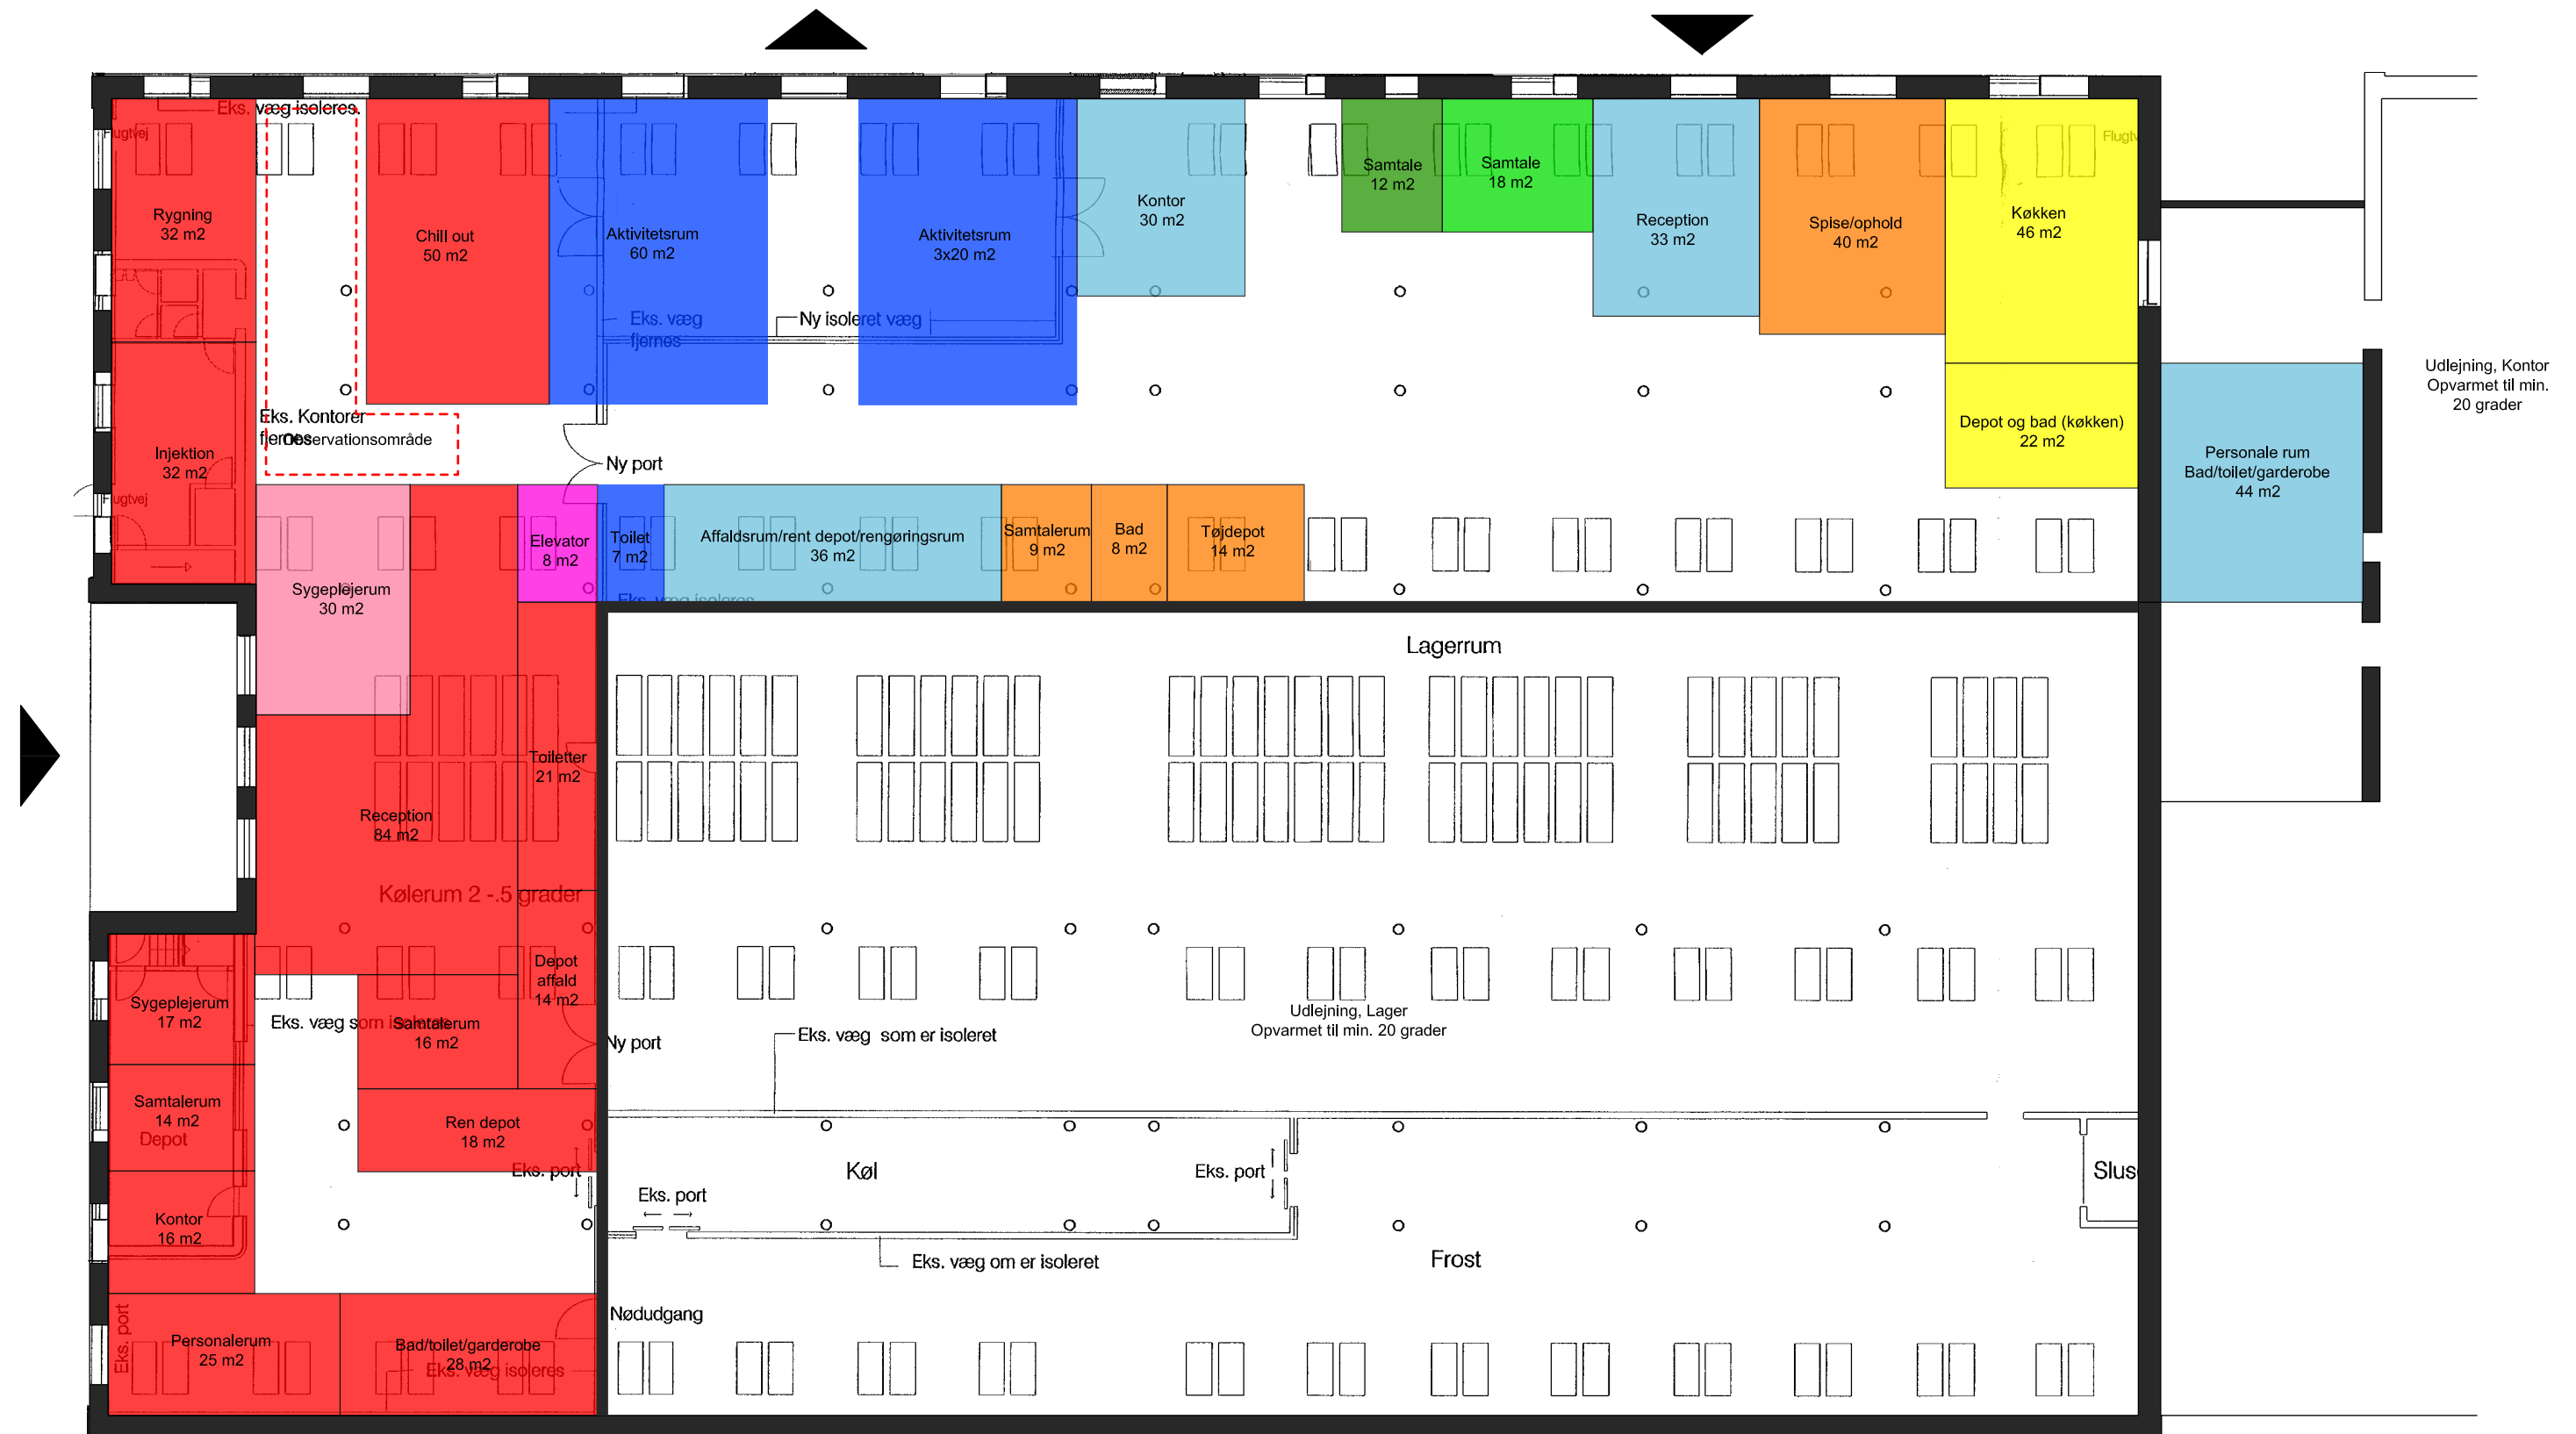 Eks. væg isoleres.
Flugtvej
Flugtv
Rygning
32 m2
Chill out
50 m2
Aktivitetsrum
60 m2
Aktivitetsrum
3x20 m2
Kontor
30 m2
Samtale
12 m2
Samtale
18 m2
Reception
33 m2
Spise/ophold
40 m2
Køkken
46 m2
Eks. væg
fjernes
Ny isoleret væg
Udlejning, Kontor
Opvarmet til min.
20 grader
Eks. Kontorer
fjernes
Observationsområde
Injektion
32 m2
Flugtvej
Ny port
Depot og bad (køkken)
22 m2
Personale rum
Bad/toilet/garderobe
44 m2
Elevator
8 m2
Toilet
7 m2
Affaldsrum/rent depot/rengøringsrum
36 m2
Samtalerum
9 m2
Bad
8 m2
Tøjdepot
14 m2
Sygeplejerum
30 m2
Eks. væg isoleres
Lagerrum
Toiletter
21 m2
Reception
84 m2
Kølerum 2 -.5 grader
Depot
affald
14 m2
Sygeplejerum
17 m2
Eks. væg som isoleres
Samtalerum
16 m2
Ny port
Eks. væg som er isoleret
Udlejning, Lager
Opvarmet til min. 20 grader
Samtalerum
14 m2
Depot
Ren depot
18 m2
Eks. port
Køl
Eks. port
Slus
Eks. port
Kontor
16 m2
Eks. væg om er isoleret
Frost
Nødudgang
Eks. port
Personalerum
25 m2
Bad/toilet/garderobe
28 m2
Eks. væg isoleres